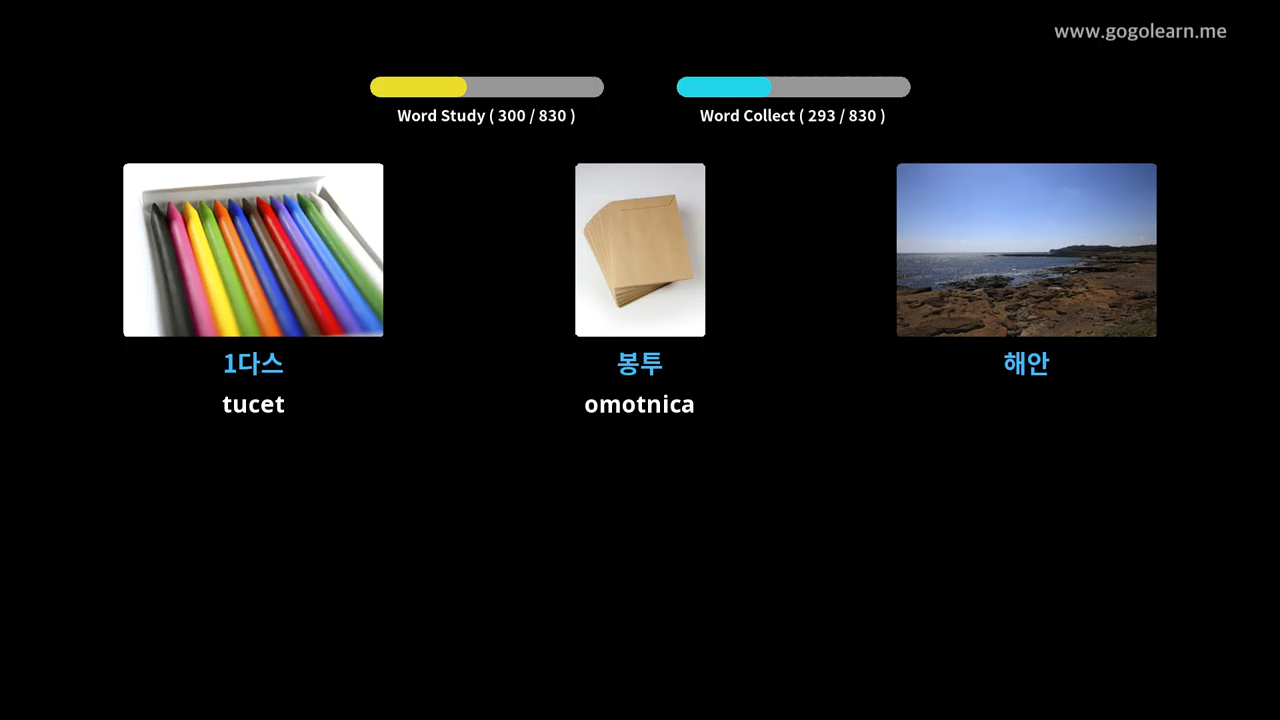 www.gogolearn.me
Word Study ( 300 / 830 )
Word Collect ( 293 / 830 )
1다스
봉투
해안
tucet
omotnica